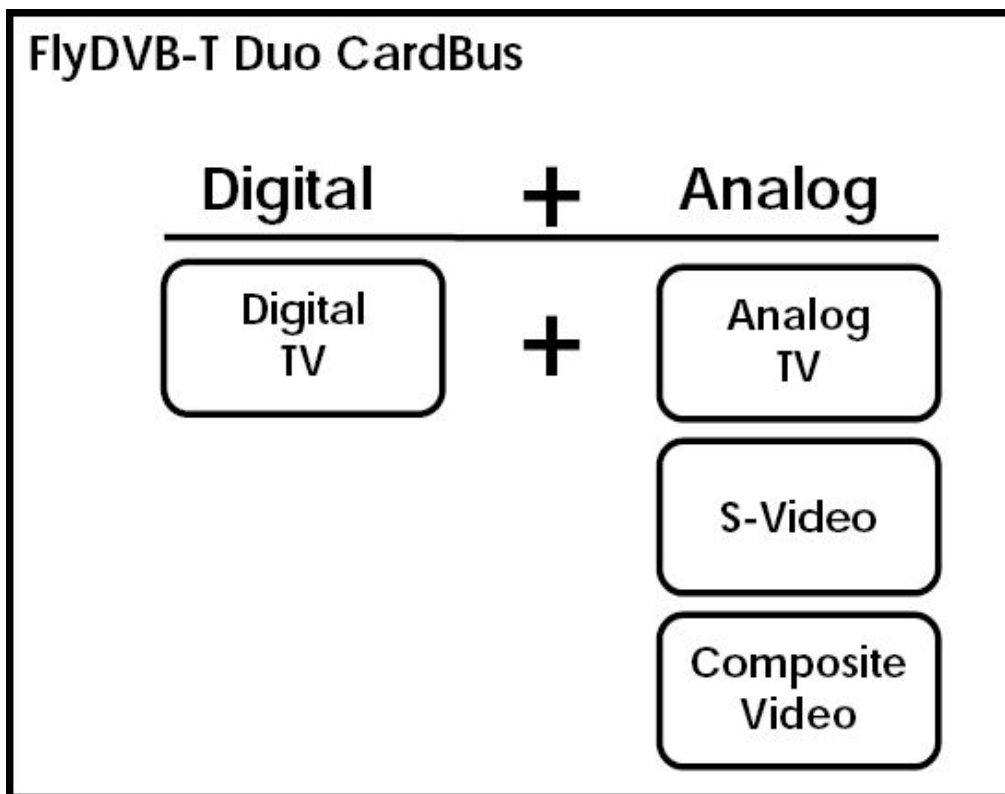 FlyDVB-T Duo CardBus
Digital + Analog
Digital
TV
+
Analog
TV
S-Video
Composite
Video